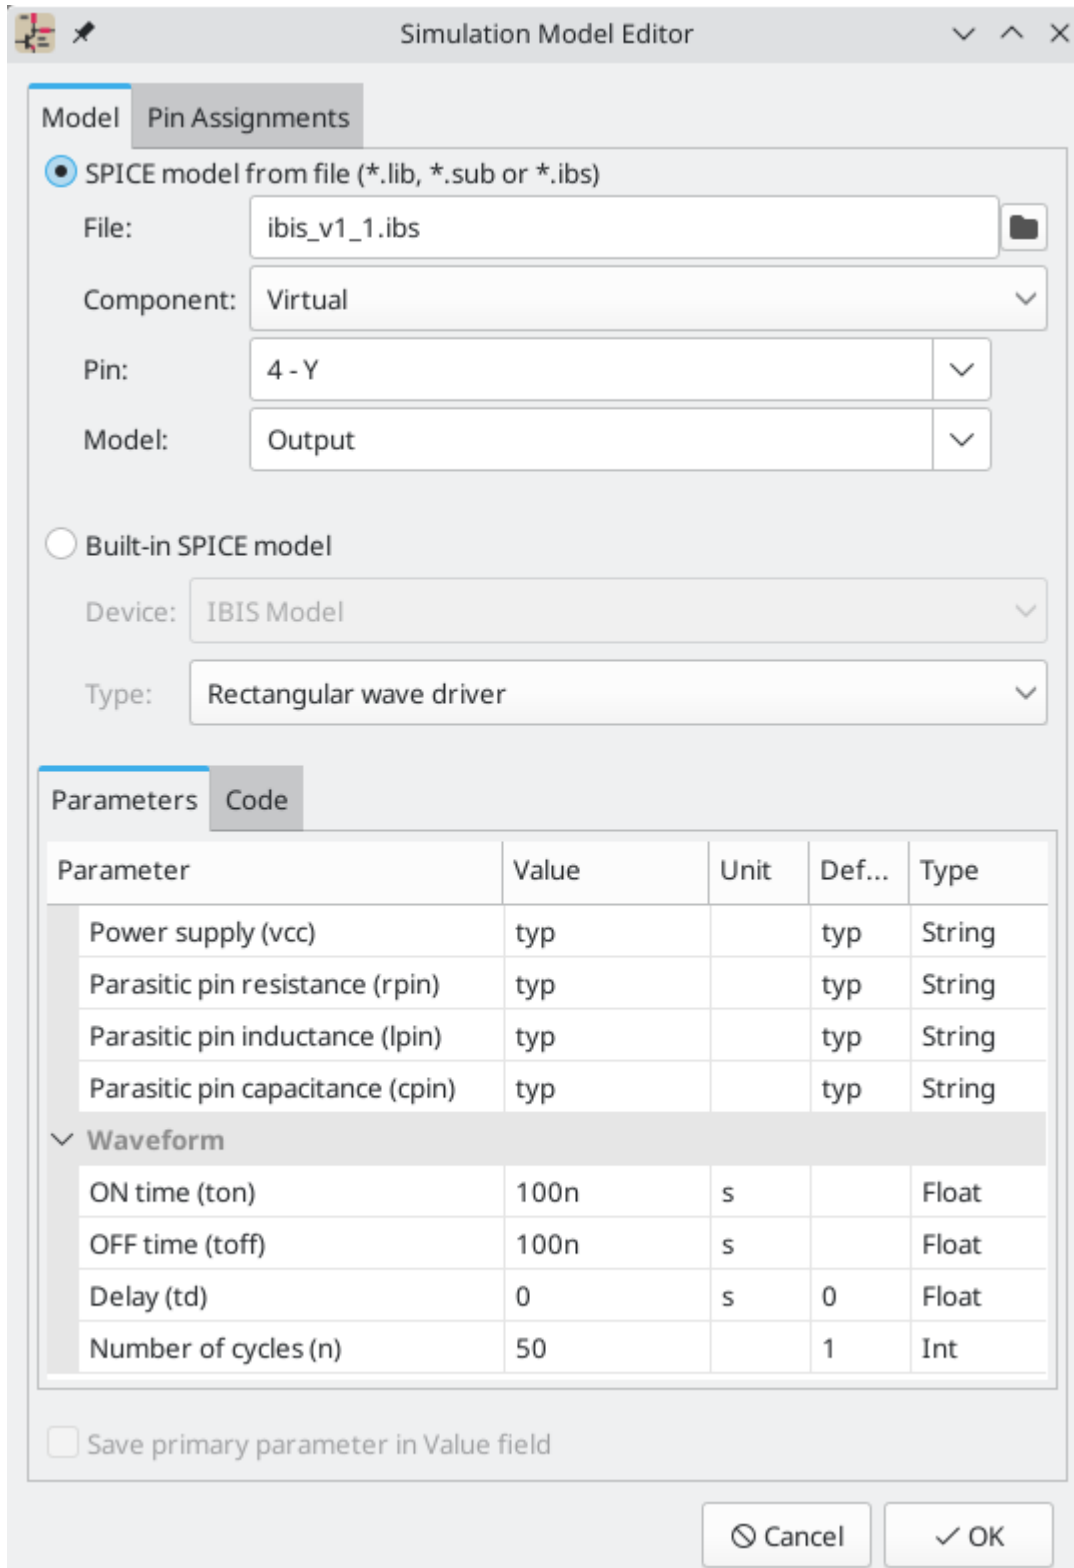 Simulation Model Editor
Model Pin Assignments
SPICE model from file (*.lib, *.sub or *.ibs)
File: ibis_v1_1.ibs
Component: Virtual
Pin: 4 - Y
Model: Output
Built-in SPICE model
Device: IBIS Model
Type: Rectangular wave driver
Parameters Code
Parameter Value Unit Def... Type
Power supply (vcc) typ typ String
Parasitic pin resistance (rpin) typ typ String
Parasitic pin inductance (lpin) typ typ String
Parasitic pin capacitance (cpin) typ typ String
Waveform
ON time (ton) 100n s Float
OFF time (toff) 100n s Float
Delay (td) 0 s 0 Float
Number of cycles (n) 50 1 Int
Save primary parameter in Value field
Cancel OK